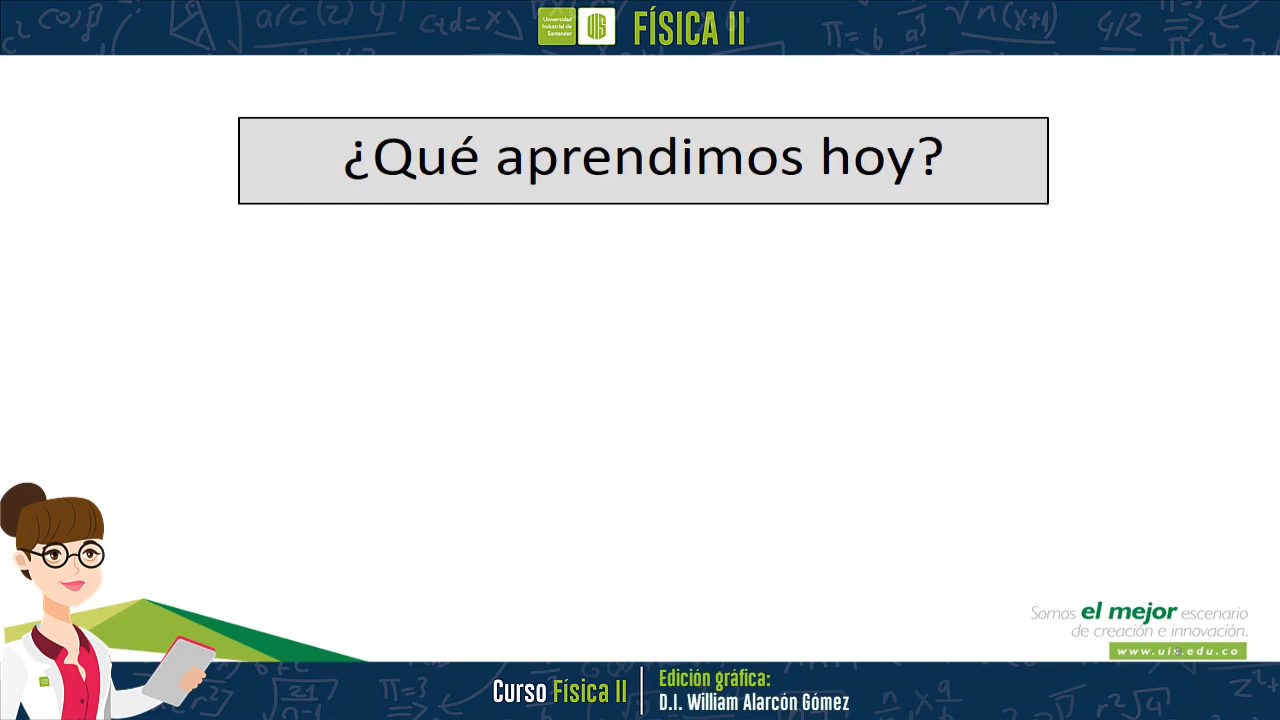 Universidad
Industrial de
Santander
UIS
FÍSICA II
¿Qué aprendimos hoy?
Somos el mejor escenario
de creación e innovación.
www.uis.edu.co
Curso Física II
Edición gráfica:
D.I. William Alarcón Gómez